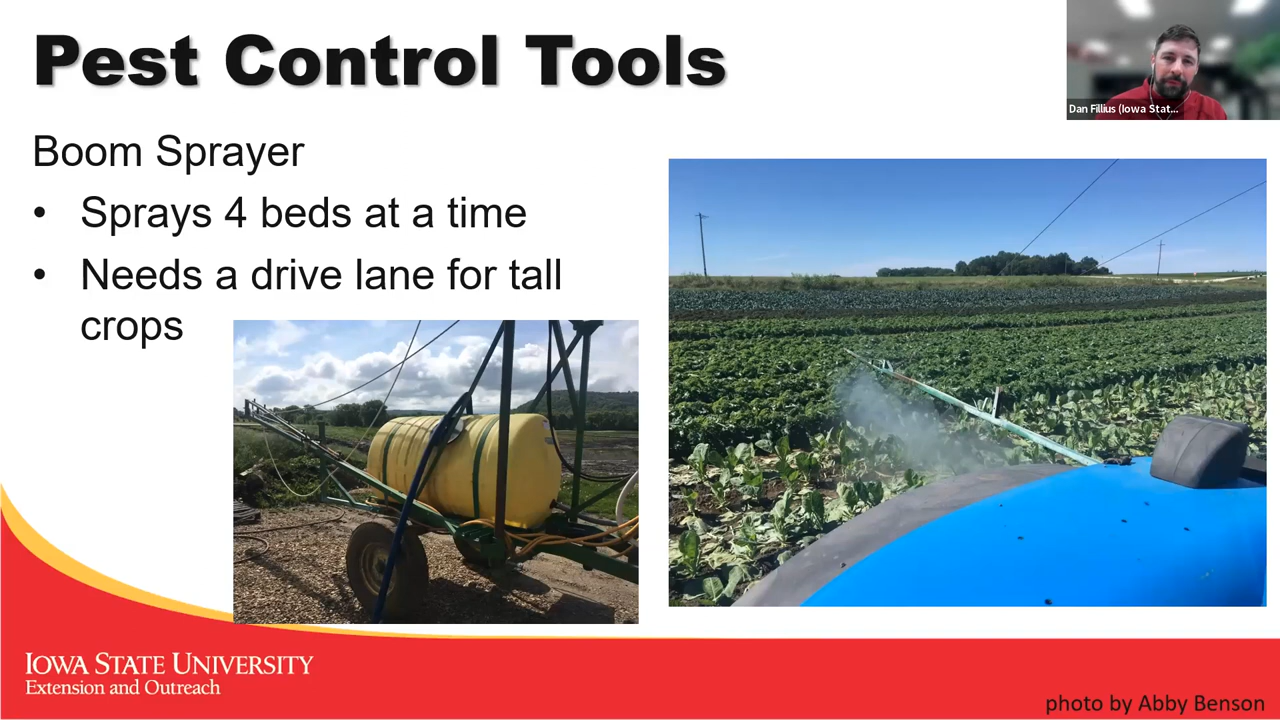 Pest Control Tools
Dan Fillius (Iowa Stat...
Boom Sprayer
• Sprays 4 beds at a time
• Needs a drive lane for tall
crops
IOWA STATE UNIVERSITY
Extension and Outreach
photo by Abby Benson